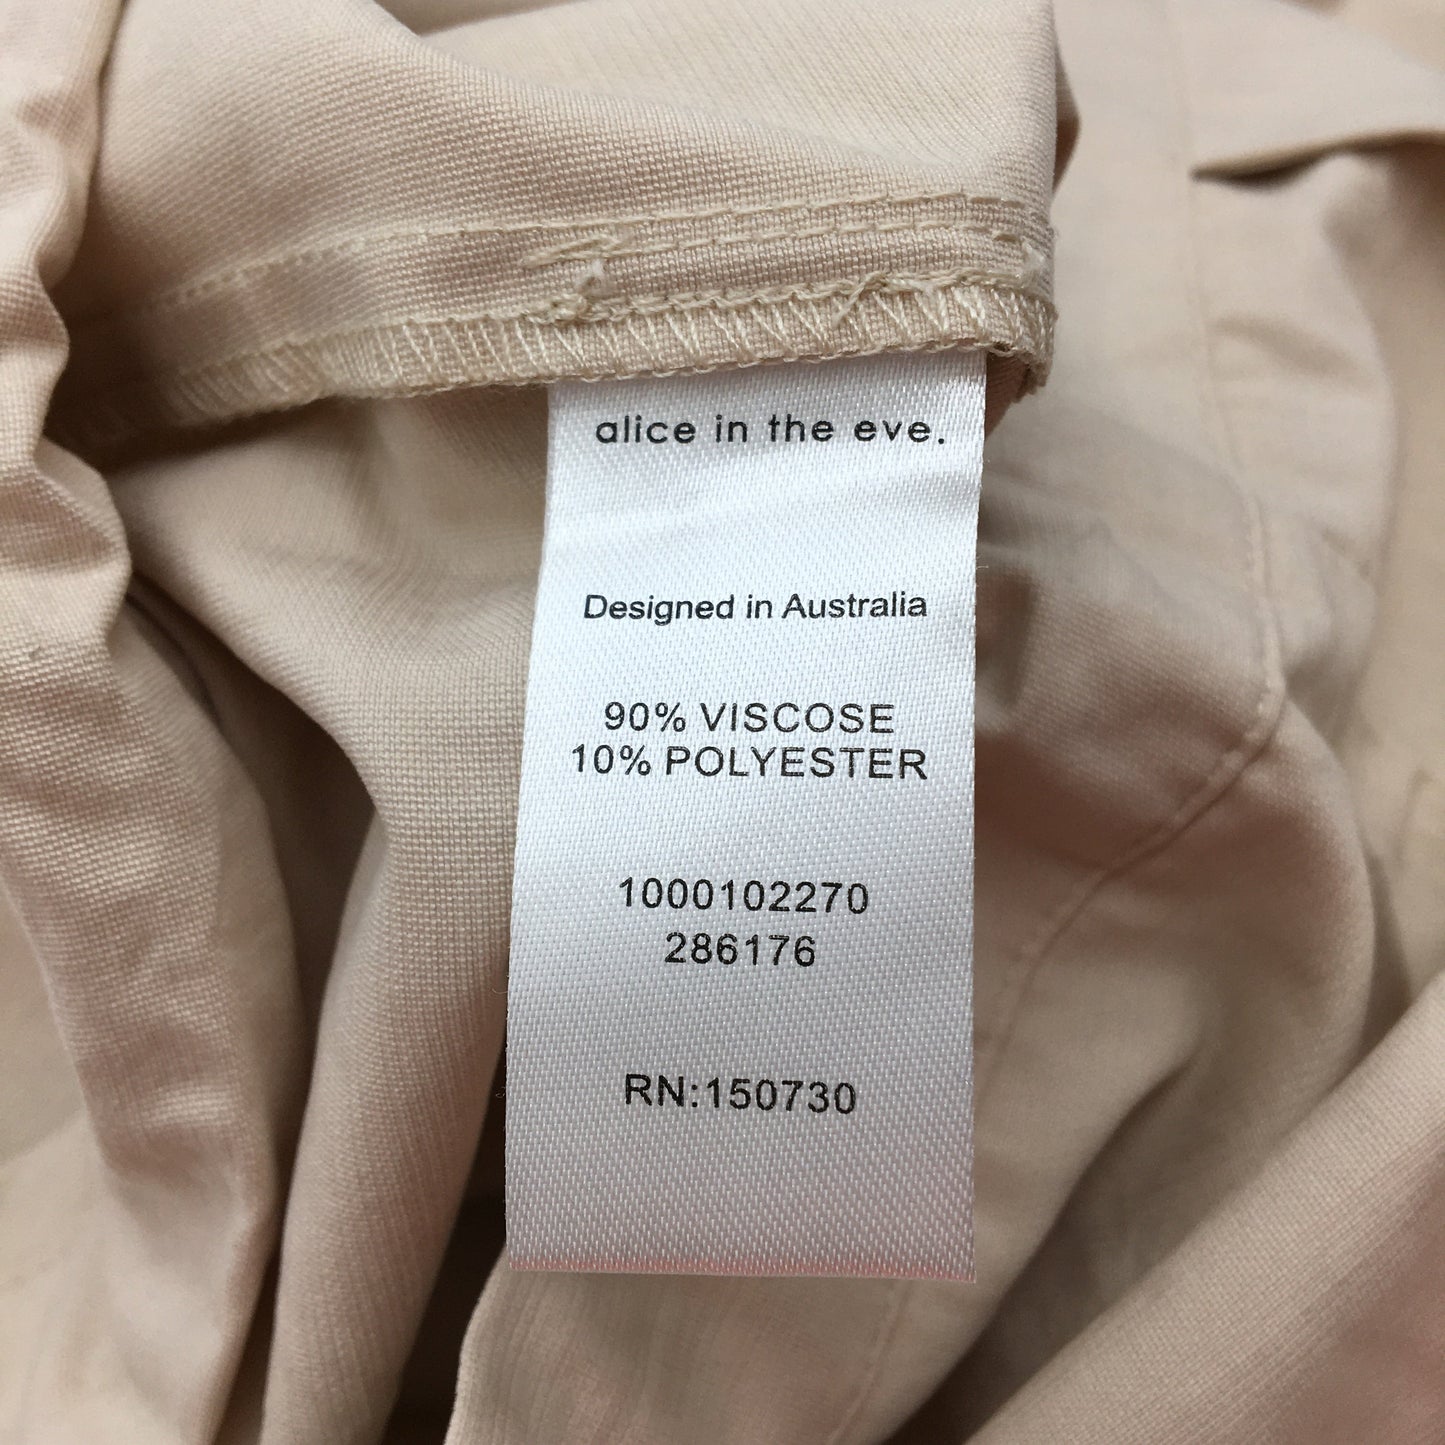 alice in the eve.
Designed in Australia
90% VISCOSE
10% POLYESTER
1000102270
286176
RN:150730